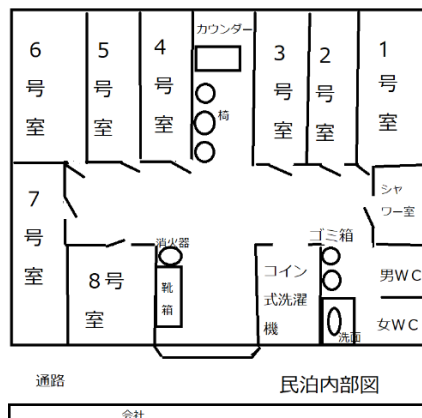 カウンダー
6号室
5号室
4号室
椅
3号室
2号室
1号室
7号室
シャワー室
消火器
靴箱
8号室
コイン式洗濯機
ゴミ箱
男WC
女WC
洗面
通路
民泊内部図
会社